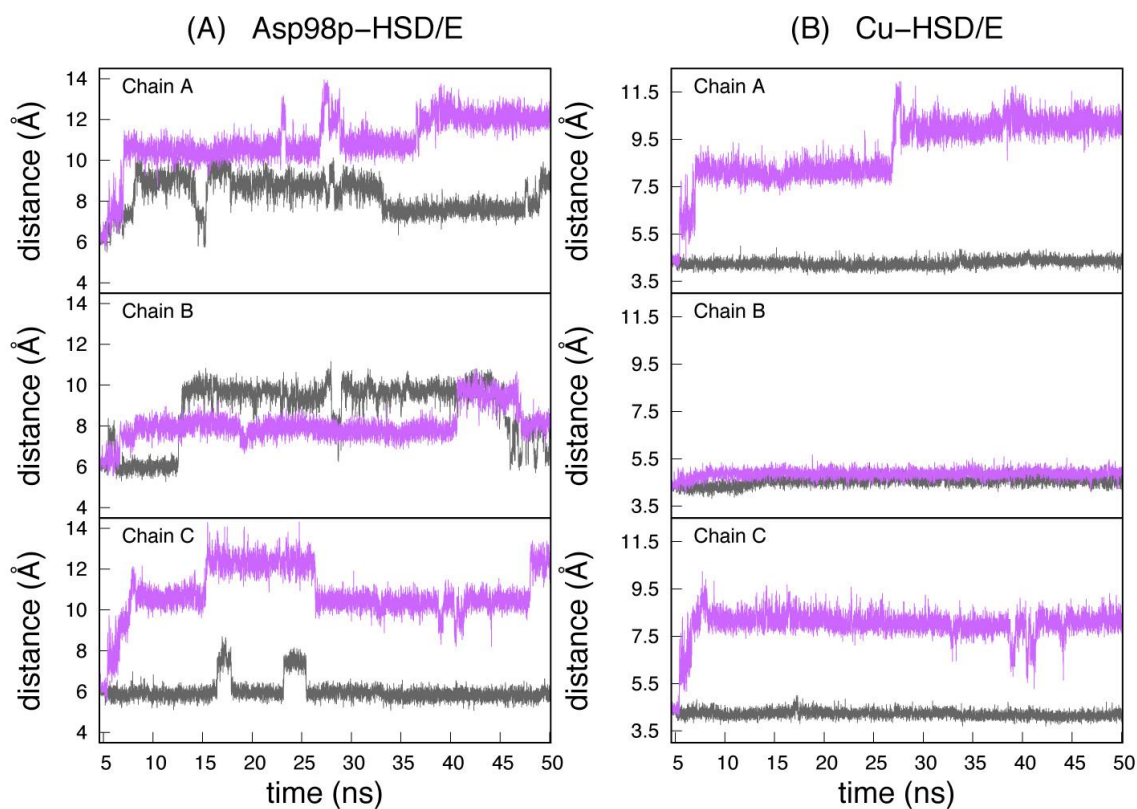 (A) Asp98p−HSD/E
(B) Cu−HSD/E
Chain A
14
12
10
8
6
4
distance (Å)
Chain A
11.5
9.5
7.5
5.5
3.5
distance (Å)
Chain B
14
12
10
8
6
4
distance (Å)
Chain B
11.5
9.5
7.5
5.5
3.5
distance (Å)
Chain C
14
12
10
8
6
4
distance (Å)
Chain C
11.5
9.5
7.5
5.5
3.5
distance (Å)
5 10 15 20 25 30 35 40 45 50
time (ns)
5 10 15 20 25 30 35 40 45 50
time (ns)